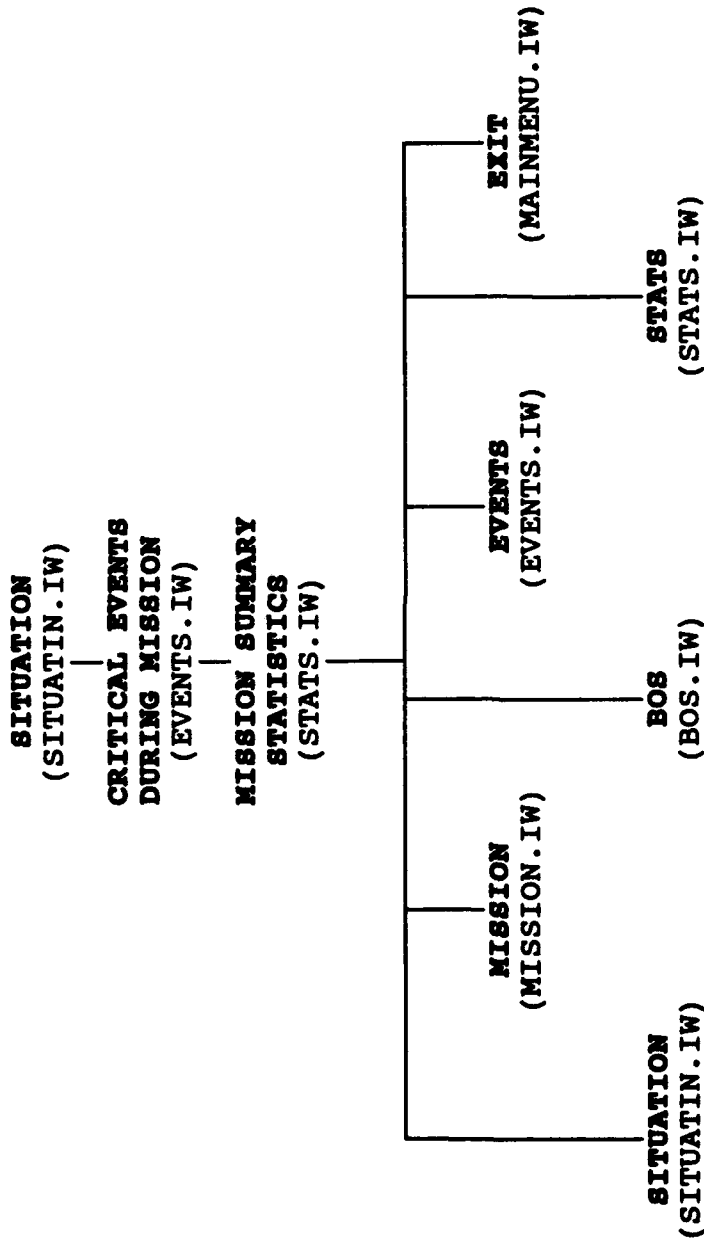 SITUATION
(SITUATIN.IW)
CRITICAL EVENTS
DURING MISSION
(EVENTS.IW)
MISSION SUMMARY
STATISTICS
(STATS.IW)
SITUATION
(SITUATIN.IW)
MISSION
(MISSION.IW)
BOS
(BOS.IW)
EVENTS
(EVENTS.IW)
STATS
(STATS.IW)
EXIT
(MAINMENU.IW)